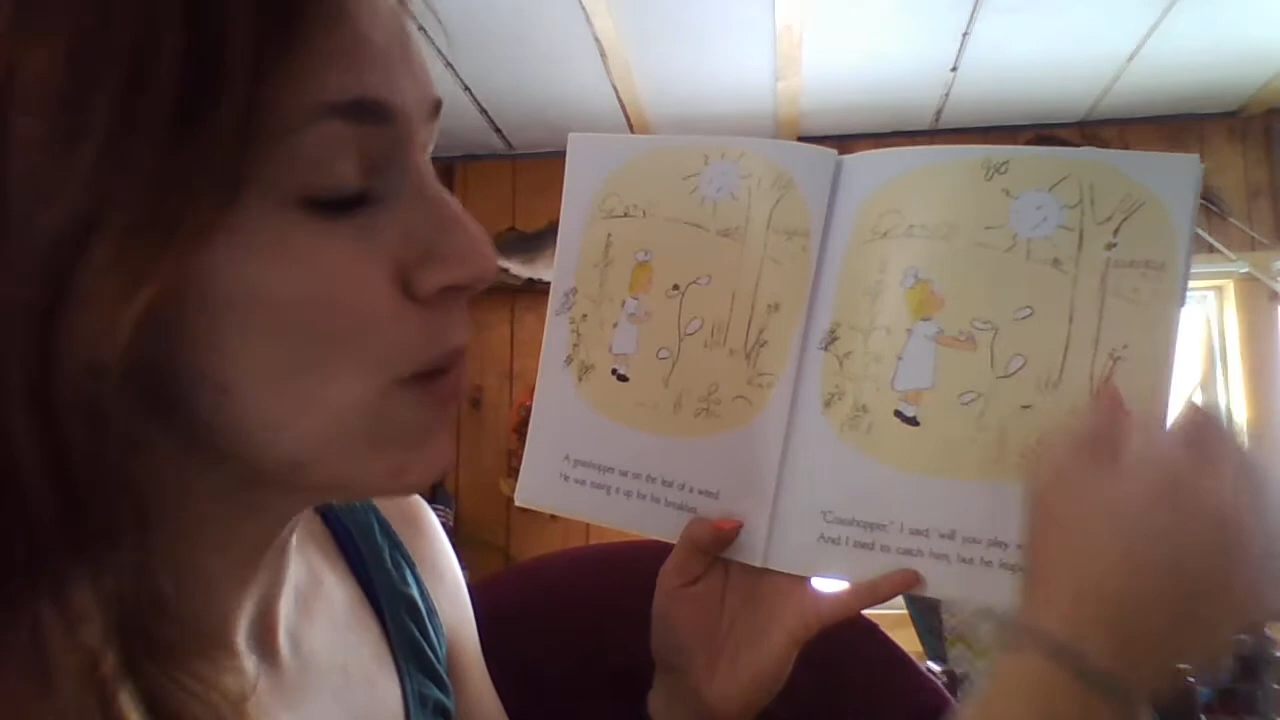 A grasshopper sat on the leaf of a weed.
He was eating it up for his breakfast.
"Grasshopper," I said, "will you play
And I tried to catch him, but he